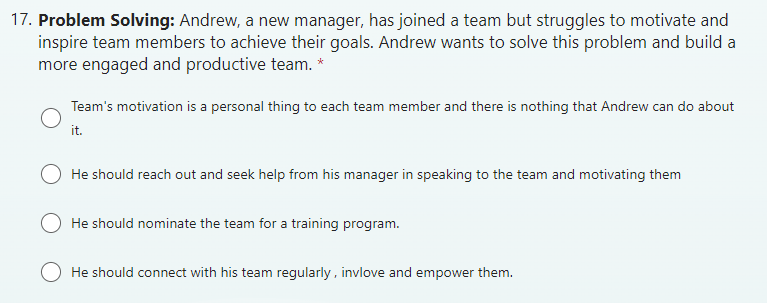 17. Problem Solving: Andrew, a new manager, has joined a team but struggles to motivate and
inspire team members to achieve their goals. Andrew wants to solve this problem and build a
more engaged and productive team. *
Team's motivation is a personal thing to each team member and there is nothing that Andrew can do about
it.
He should reach out and seek help from his manager in speaking to the team and motivating them
He should nominate the team for a training program.
He should connect with his team regularly , invlove and empower them.